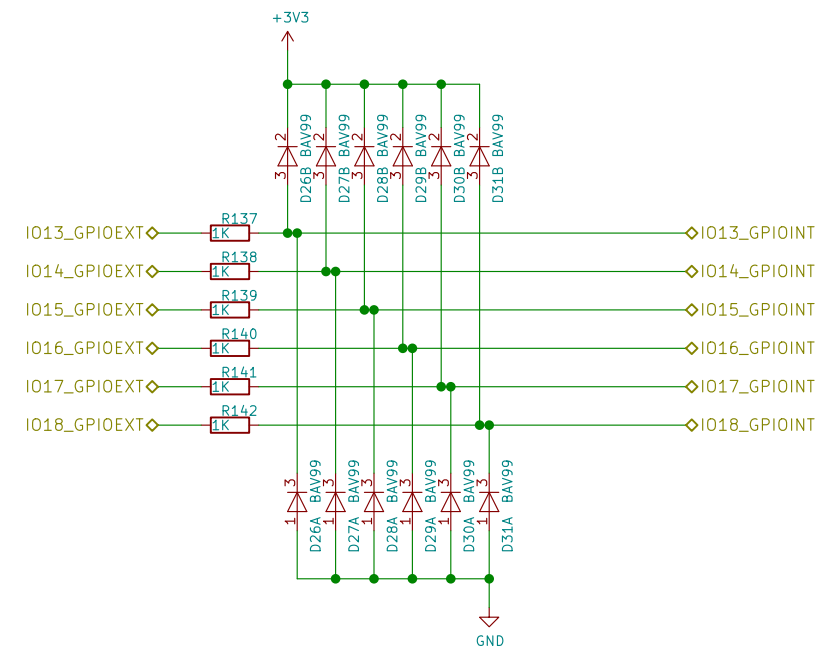 +3V3
2 3 D26B BAV99
2 3 D27B BAV99
2 3 D28B BAV99
2 3 D29B BAV99
2 3 D30B BAV99
2 3 D31B BAV99
IO13_GPIOEXT R137 1K IO13_GPIOINT
IO14_GPIOEXT R138 1K IO14_GPIOINT
IO15_GPIOEXT R139 1K IO15_GPIOINT
IO16_GPIOEXT R140 1K IO16_GPIOINT
IO17_GPIOEXT R141 1K IO17_GPIOINT
IO18_GPIOEXT R142 1K IO18_GPIOINT
3 1 D26A BAV99
3 1 D27A BAV99
3 1 D28A BAV99
3 1 D29A BAV99
3 1 D30A BAV99
3 1 D31A BAV99
GND